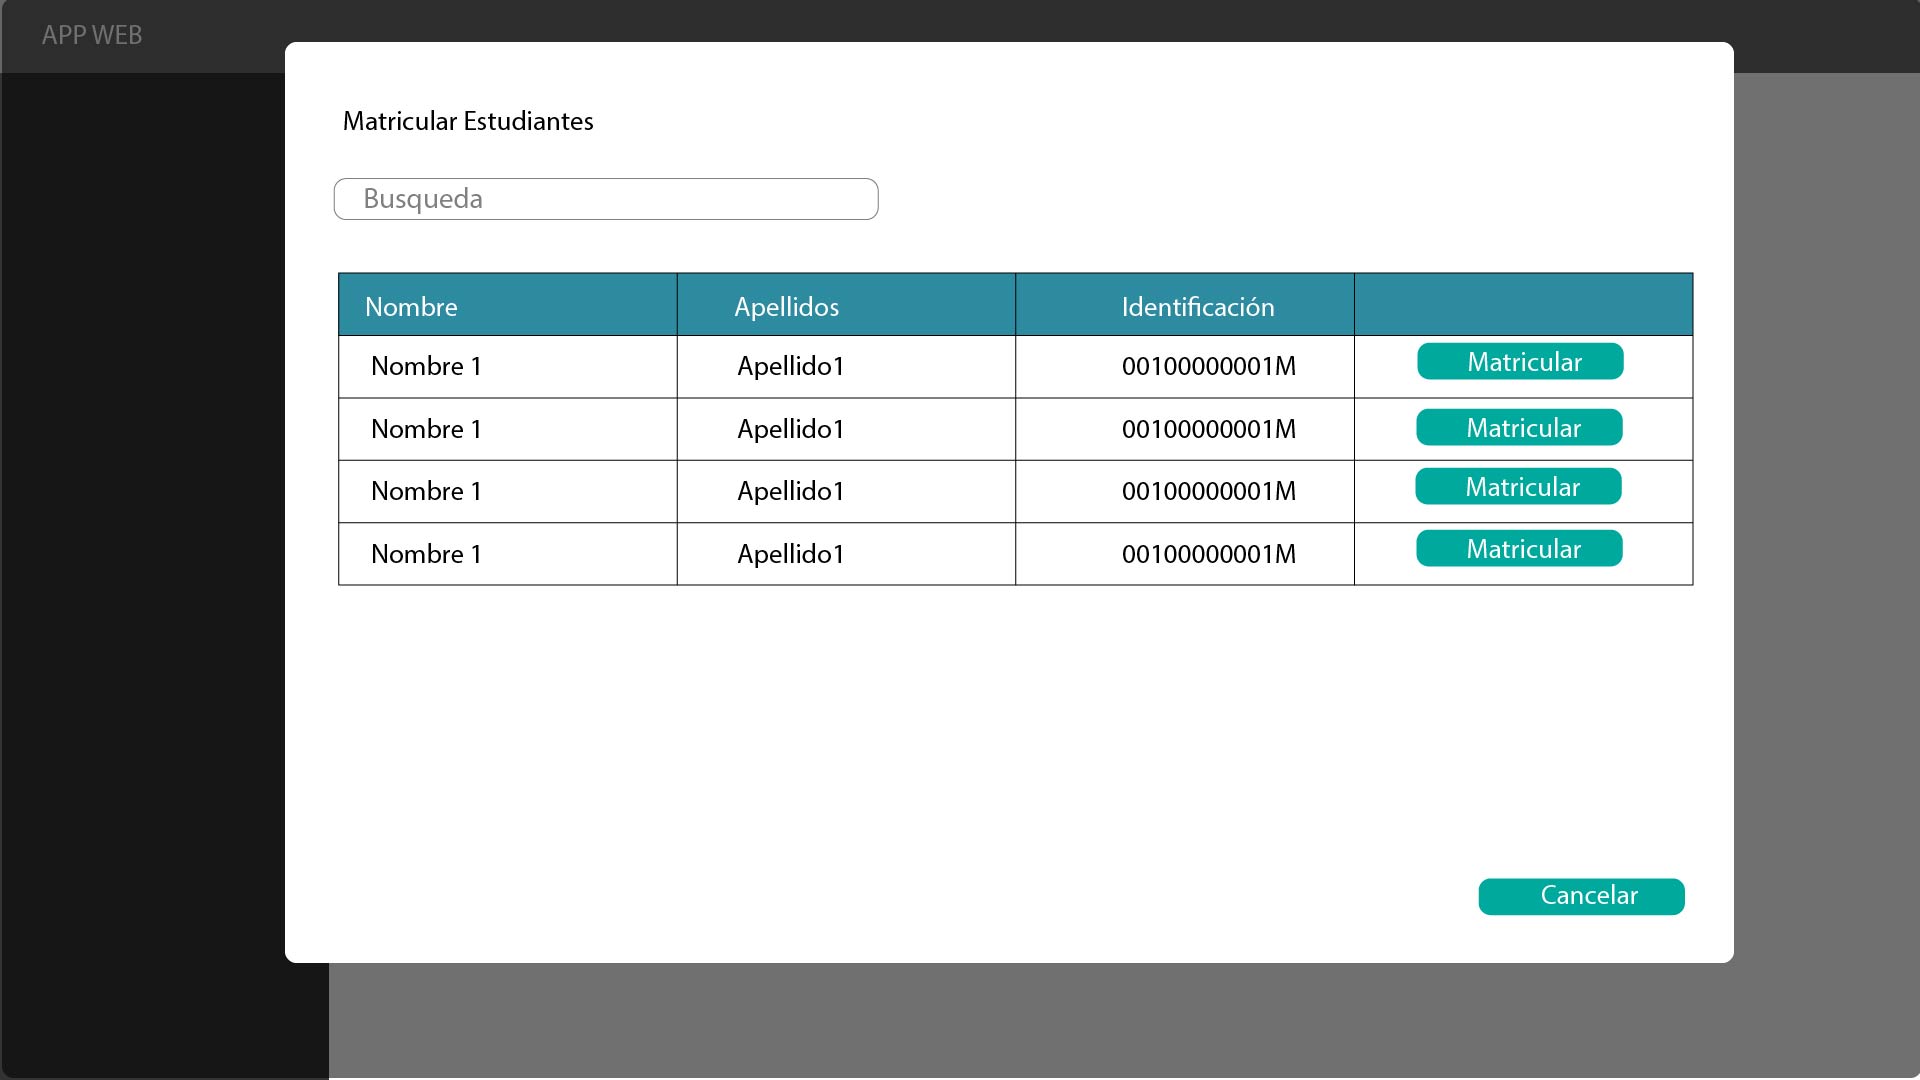 APP WEB
Matricular Estudiantes
Busqueda
Nombre Apellidos Identificación
Nombre 1 Apellido1 00100000001M Matricular
Nombre 1 Apellido1 00100000001M Matricular
Nombre 1 Apellido1 00100000001M Matricular
Nombre 1 Apellido1 00100000001M Matricular
Cancelar